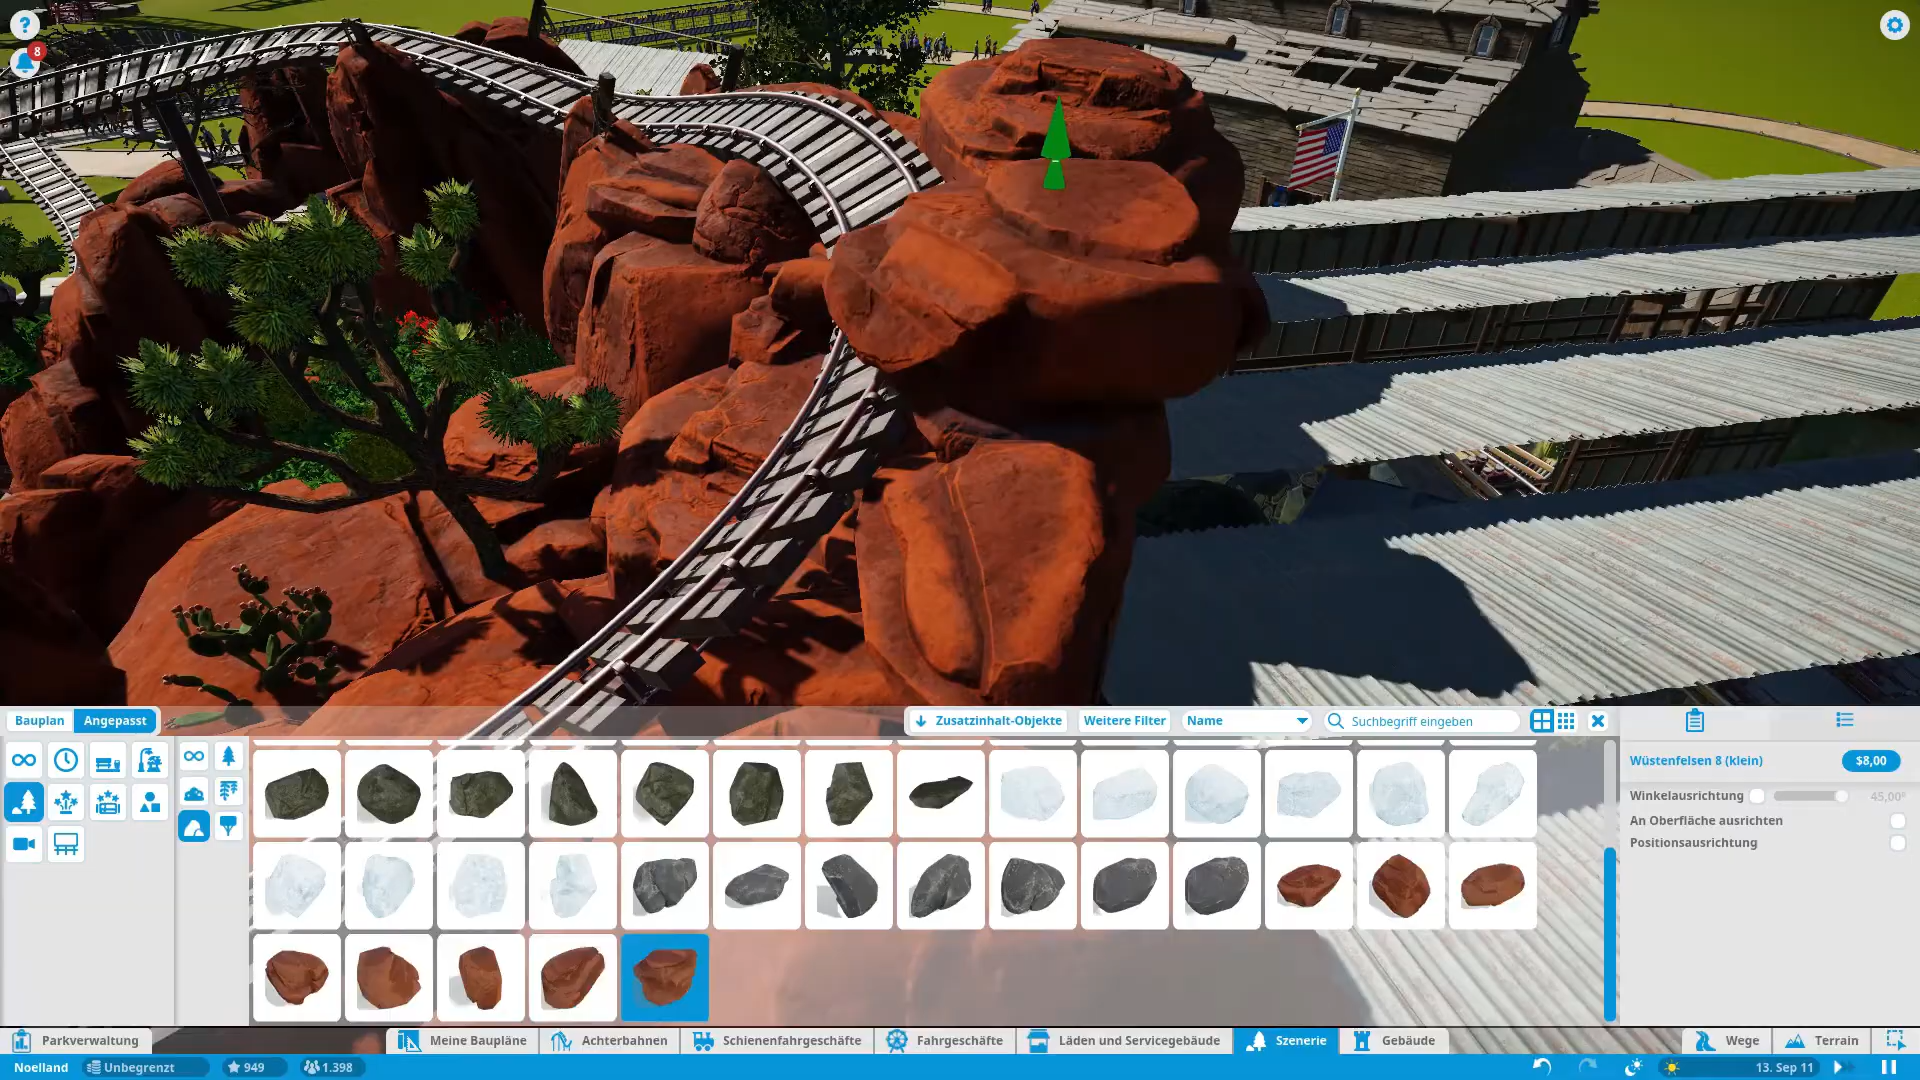 ?
8
Bauplan
Angepasst
Zusatzinhalt-Objekte
Weitere Filter
Name
Suchbegriff eingeben
Wüstenfelsen 8 (klein)
$8,00
Winkelausrichtung
45,00°
An Oberfläche ausrichten
Positionsausrichtung
Parkverwaltung
Meine Baupläne
Achterbahnen
Schienenfahrgeschäfte
Fahrgeschäfte
Läden und Servicegebäude
Szenerie
Gebäude
Wege
Terrain
Noelland
Unbegrenzt
949
1.398
13. Sep 11